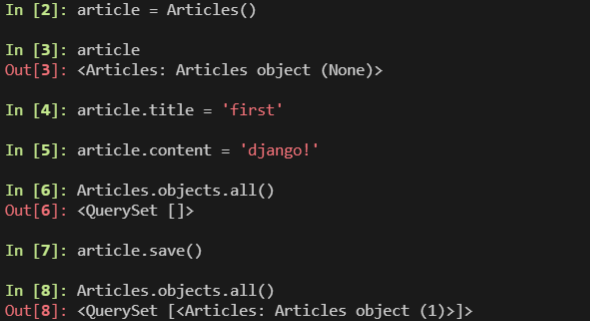 In [2]: article = Articles()
In [3]: article
Out[3]: <Articles: Articles object (None)>
In [4]: article.title = 'first'
In [5]: article.content = 'django!'
In [6]: Articles.objects.all()
Out[6]: <QuerySet []>
In [7]: article.save()
In [8]: Articles.objects.all()
Out[8]: <QuerySet [<Articles: Articles object (1)>]>